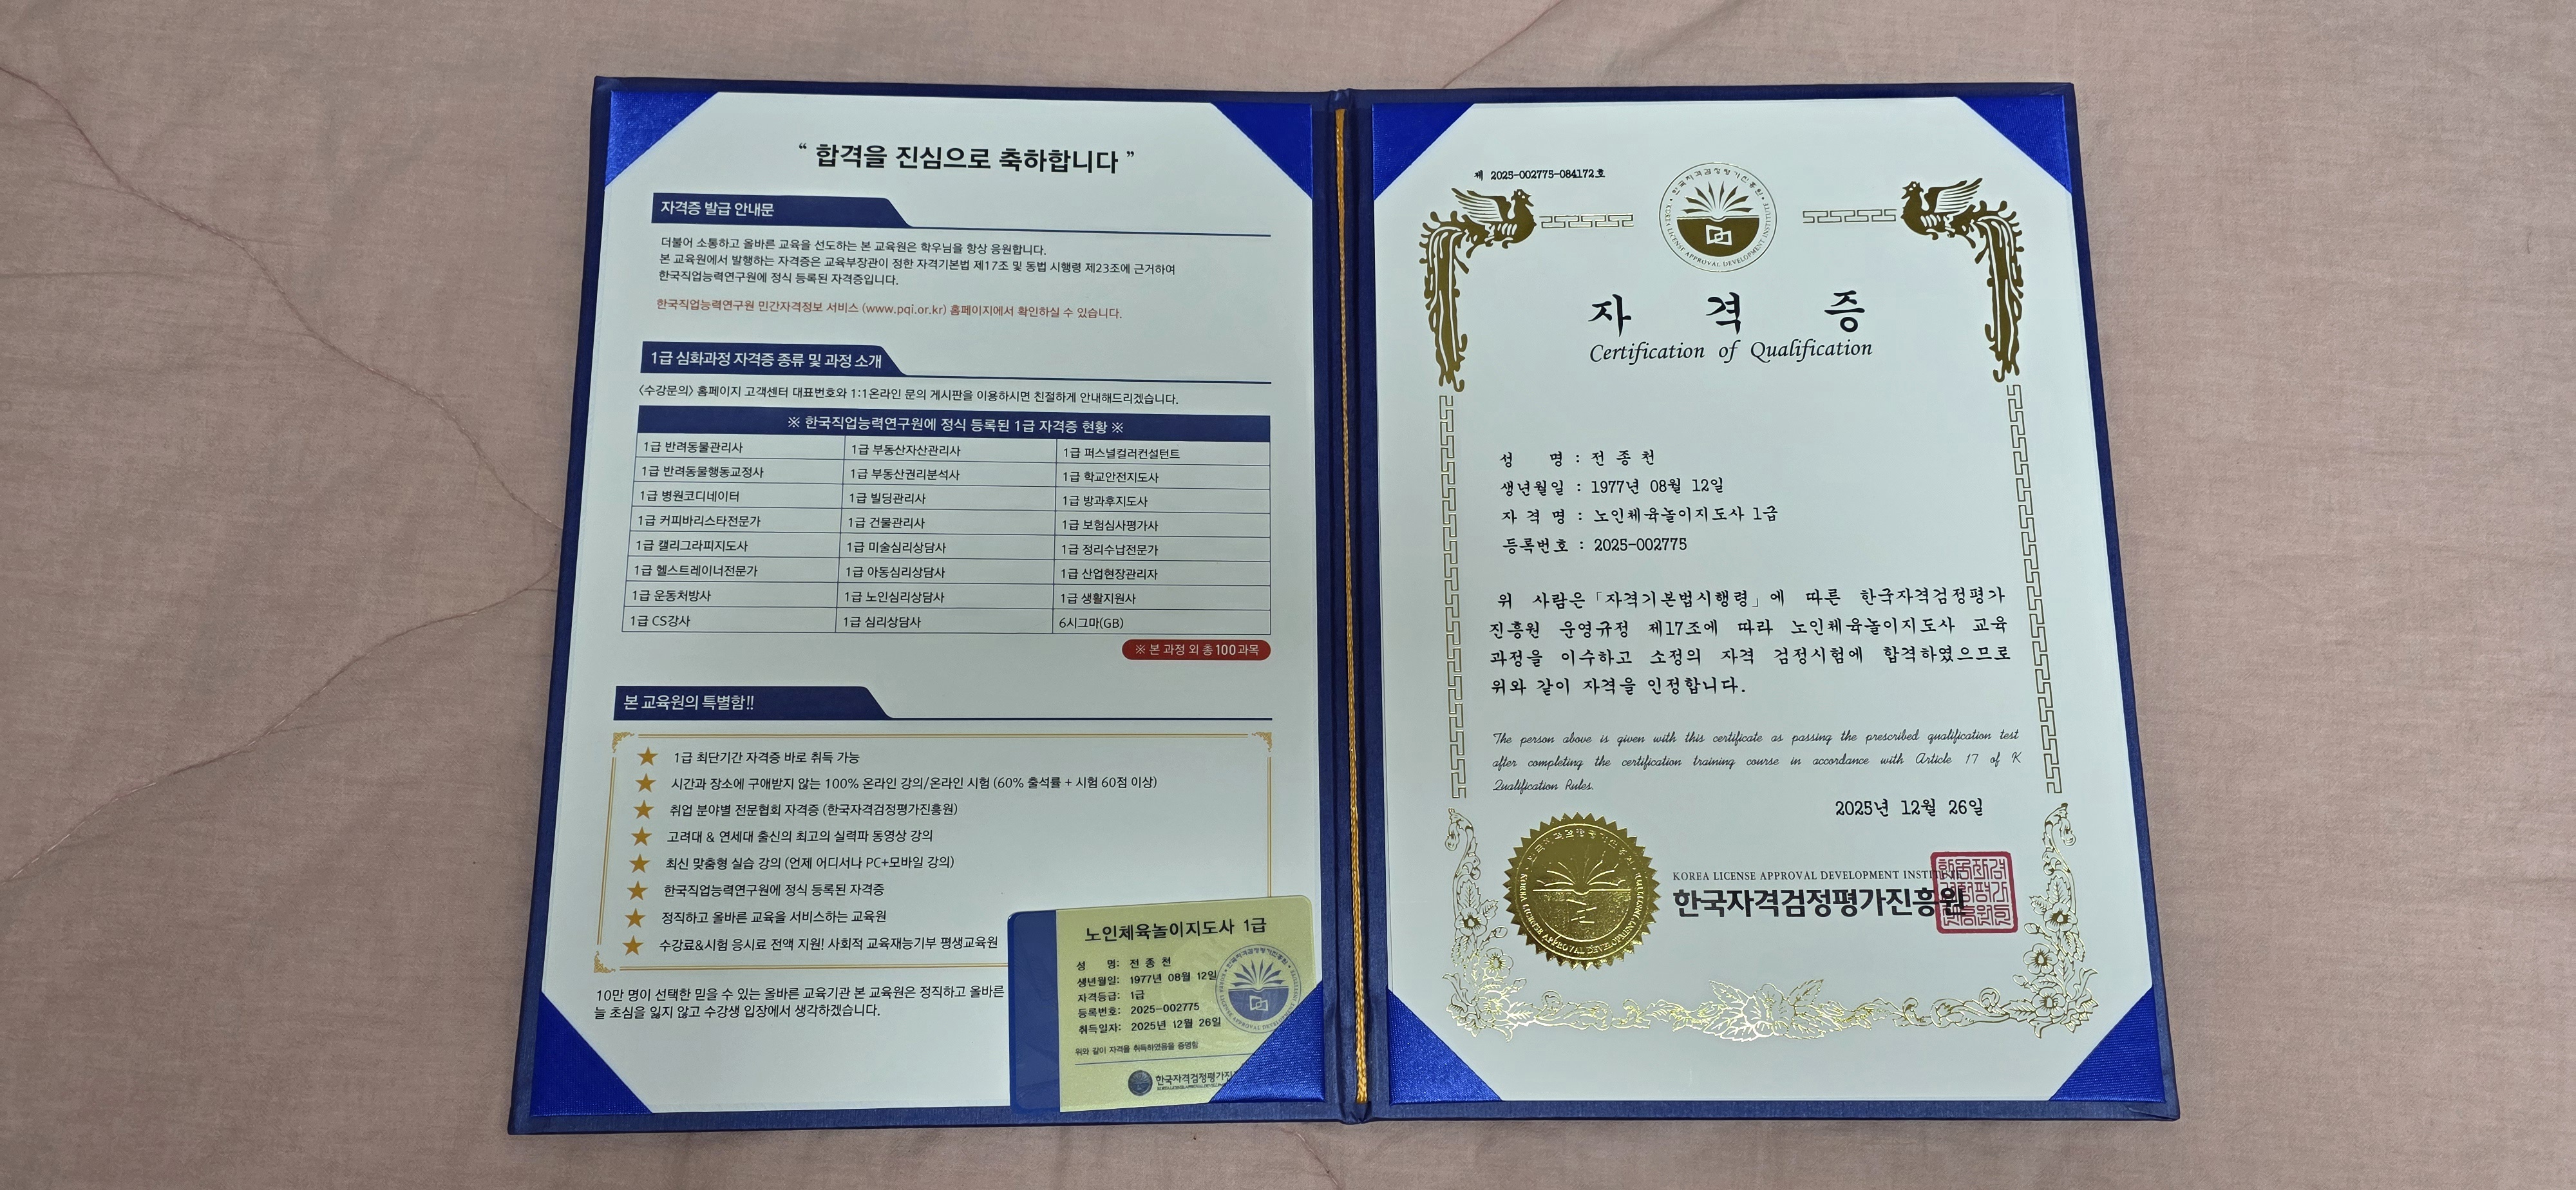 “ 합격을 진심으로 축하합니다 ”
자격증 발급 안내문
더불어 소통하고 올바른 교육을 선도하는 본 교육원은 학우님을 항상 응원합니다.
본 교육원에서 발행하는 자격증은 교육부장관이 정한 자격기본법 제17조 및 동법 시행령 제23조에 근거하여
한국직업능력연구원에 정식 등록된 자격증입니다.
한국직업능력연구원 민간자격정보 서비스 (www.pqi.or.kr) 홈페이지에서 확인하실 수 있습니다.
1급 심화과정 자격증 종류 및 과정 소개
<수강문의> 홈페이지 고객센터 대표번호와 1:1온라인 문의 게시판을 이용하시면 친절하게 안내해드리겠습니다.
※ 한국직업능력연구원에 정식 등록된 1급 자격증 현황 ※
1급 반려동물관리사 1급 부동산자산관리사 1급 퍼스널컬러컨설턴트
1급 반려동물행동교정사 1급 부동산권리분석사 1급 학교안전지도사
1급 병원코디네이터 1급 빌딩관리사 1급 방과후지도사
1급 커피바리스타전문가 1급 건물관리사 1급 보험심사평가사
1급 캘리그라피지도사 1급 미술심리상담사 1급 정리수납전문가
1급 헬스트레이너전문가 1급 아동심리상담사 1급 산업현장관리자
1급 운동처방사 1급 노인심리상담사 1급 생활지원사
1급 CS강사 1급 심리상담사 6시그마(GB)
※ 본 과정 외 총100과목
본 교육원의 특별함!!
★ 1급 최단기간 자격증 바로 취득 가능
★ 시간과 장소에 구애받지 않는 100% 온라인 강의/온라인 시험 (60% 출석률 + 시험 60점 이상)
★ 취업 분야별 전문협회 자격증 (한국자격검정평가진흥원)
★ 고려대 & 연세대 출신의 최고의 실력파 동영상 강의
★ 최신 맞춤형 실습 강의 (언제 어디서나 PC+모바일 강의)
★ 한국직업능력연구원에 정식 등록된 자격증
★ 정직하고 올바른 교육을 서비스하는 교육원
★ 수강료&시험 응시료 전액 지원! 사회적 교육재능기부 평생교육원
10만 명이 선택한 믿을 수 있는 올바른 교육기관 본 교육원은 정직하고 올바른
늘 초심을 잃지 않고 수강생 입장에서 생각하겠습니다.
노인체육놀이지도사 1급
성 명: 전 종 천
생년월일: 1977년 08월 12일
자격등급: 1급
등록번호: 2025-002775
취득일자: 2025년 12월 26일
위와 같이 자격을 취득하였음을 증명함
한국자격검정평가진
제 2025-002775-084172호
한국자격검정평가진흥원
KOREA LICENSE APPROVAL DEVELOPMENT INSTITUTE
자 격 증
Certification of Qualification
성 명 : 전 종 천
생년월일 : 1977년 08월 12일
자 격 명 : 노인체육놀이지도사 1급
등록번호 : 2025-002775
위 사람은「자격기본법시행령」에 따른 한국자격검정평가
진흥원 운영규정 제17조에 따라 노인체육놀이지도사 교육
과정을 이수하고 소정의 자격 검정시험에 합격하였으므로
위와 같이 자격을 인정합니다.
The person above is given with this certificate as passing the prescribed qualification test
after completing the certification training course in accordance with Article 17 of K
Qualification Rules.
2025년 12월 26일
KOREA LICENSE APPROVAL DEVELOPMENT INSTITUTE
한국자격검정평가진흥원